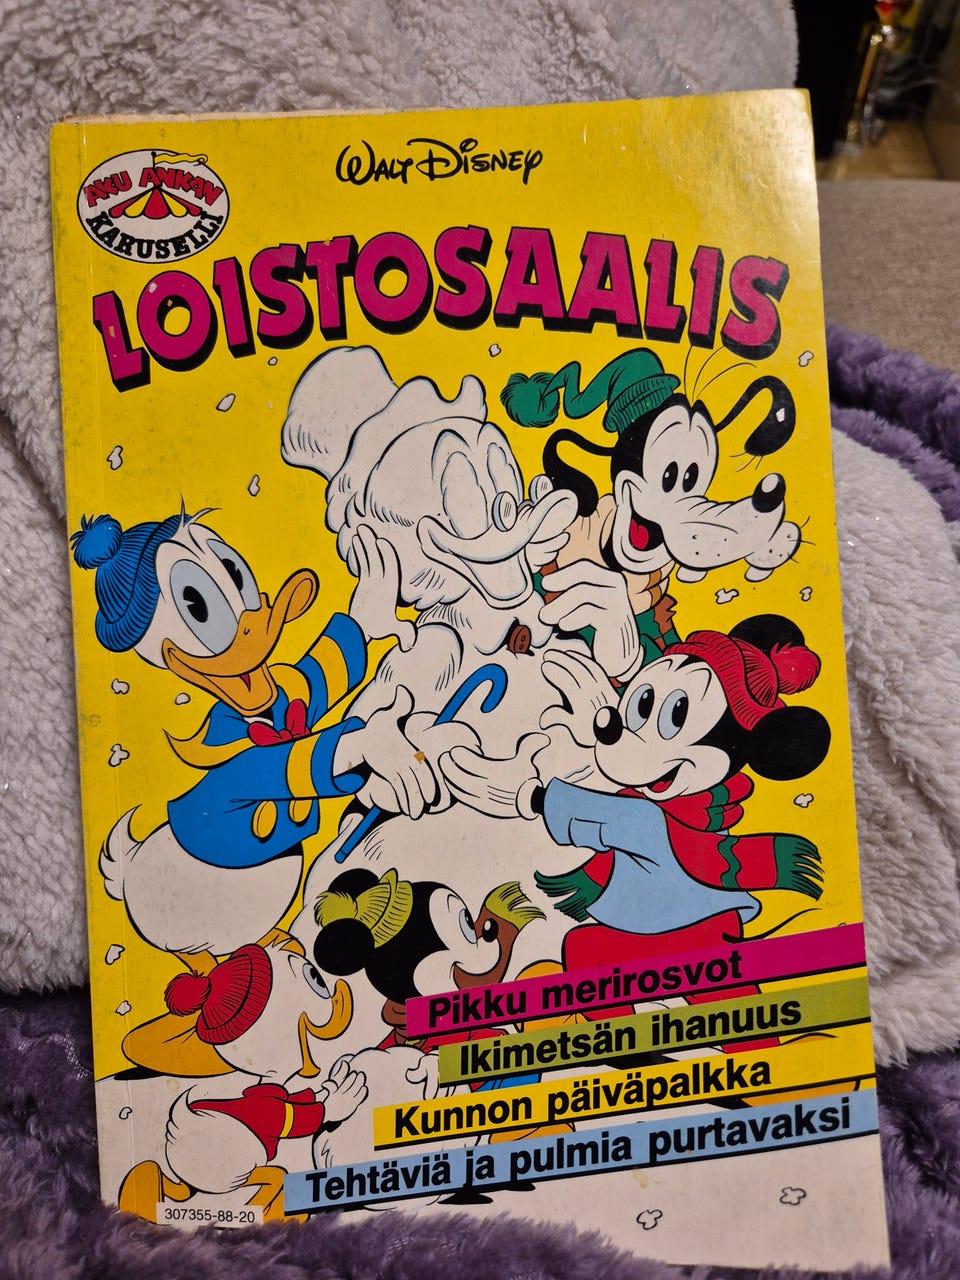 WALT DISNEY
AKU ANKAN
KARUSELLI
LOISTOSAALIS
Pikku merirosvot
Ikimetsän ihanuus
Kunnon päiväpalkka
Tehtäviä ja pulmia purtavaksi
307355-88-20